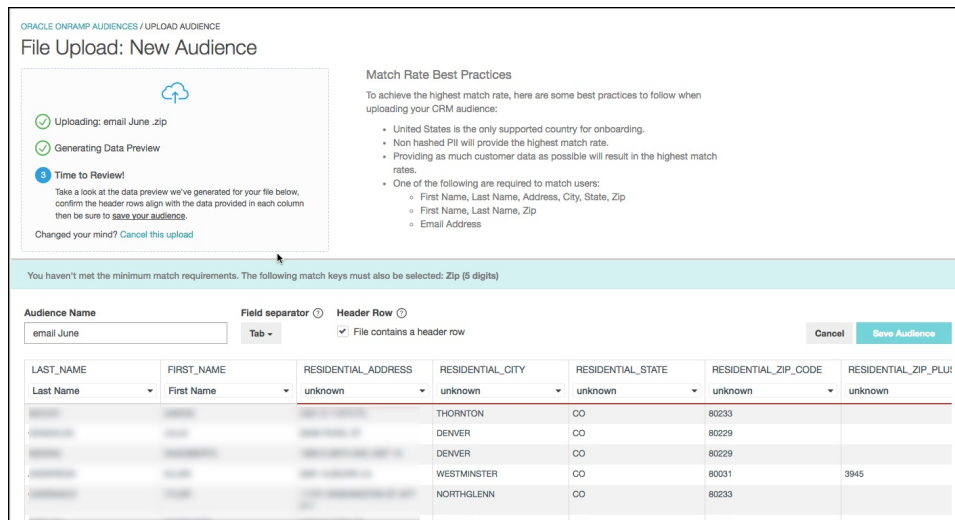 ORACLE ONRAMP AUDIENCES / UPLOAD AUDIENCE
File Upload: New Audience
Uploading: email June .zip
Generating Data Preview
3 Time to Review!
Take a look at the data preview we've generated for your file below,
confirm the header rows align with the data provided in each column
then be sure to save your audience.
Changed your mind? Cancel this upload
Match Rate Best Practices
To achieve the highest match rate, here are some best practices to follow when
uploading your CRM audience:
• United States is the only supported country for onboarding.
• Non hashed PII will provide the highest match rate.
• Providing as much customer data as possible will result in the highest match
rates.
• One of the following are required to match users:
First Name, Last Name, Address, City, State, Zip
First Name, Last Name, Zip
Email Address
You haven't met the minimum match requirements. The following match keys must also be selected: Zip (5 digits)
Audience Name Field separator ? Header Row ?
email June Tab File contains a header row Cancel Save Audience
LAST_NAME FIRST_NAME RESIDENTIAL_ADDRESS RESIDENTIAL_CITY RESIDENTIAL_STATE RESIDENTIAL_ZIP_CODE RESIDENTIAL_ZIP_PLUS
Last Name First Name unknown unknown unknown unknown unknown
THORNTON CO 80233
DENVER CO 80229
DENVER CO 80229
WESTMINSTER CO 80031 3945
NORTHGLENN CO 80233